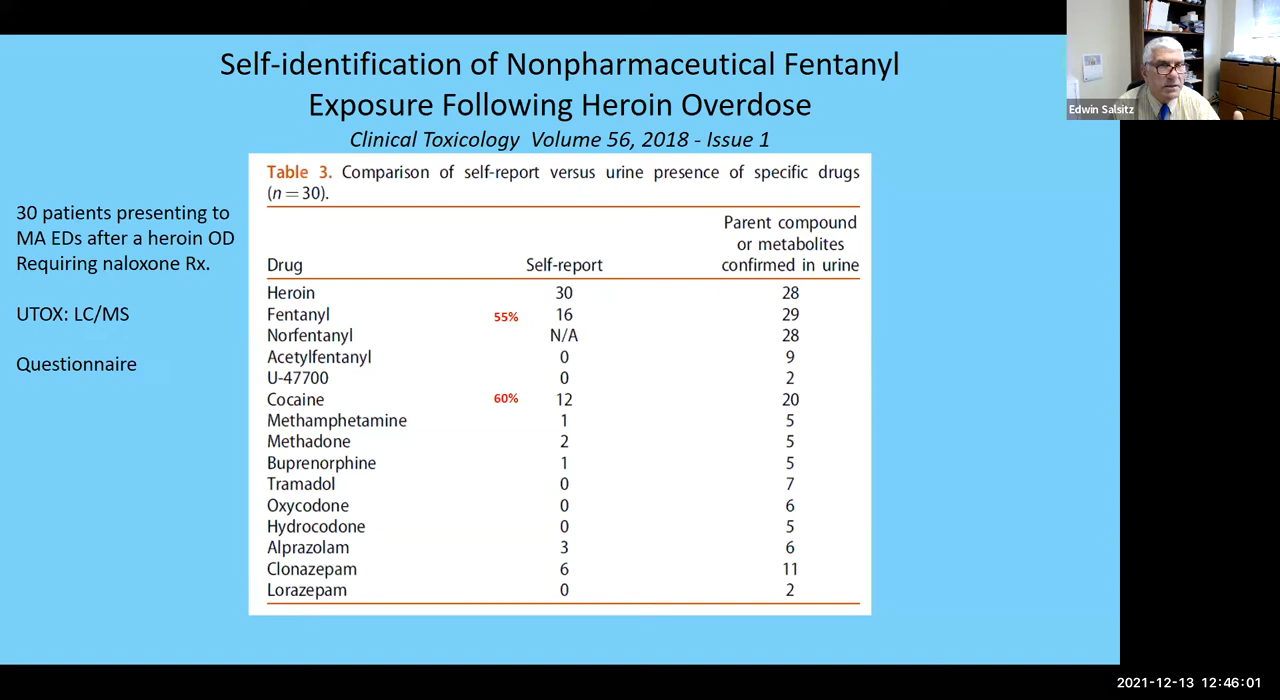 Self-identification of Nonpharmaceutical Fentanyl
Exposure Following Heroin Overdose
Clinical Toxicology Volume 56, 2018 - Issue 1
Edwin Salsitz
30 patients presenting to
MA EDs after a heroin OD
Requiring naloxone Rx.
UTOX: LC/MS
Questionnaire
Table 3. Comparison of self-report versus urine presence of specific drugs
(n = 30).
Parent compound
or metabolites
Drug Self-report confirmed in urine
Heroin 30 28
Fentanyl 55% 16 29
Norfentanyl N/A 28
Acetylfentanyl 0 9
U-47700 0 2
Cocaine 60% 12 20
Methamphetamine 1 5
Methadone 2 5
Buprenorphine 1 5
Tramadol 0 7
Oxycodone 0 6
Hydrocodone 0 5
Alprazolam 3 6
Clonazepam 6 11
Lorazepam 0 2
2021-12-13 12:46:01